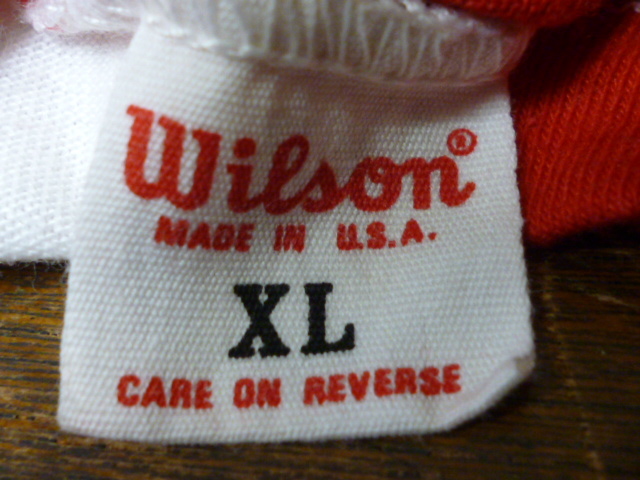 Wilson®
MADE IN U.S.A.
XL
CARE ON REVERSE